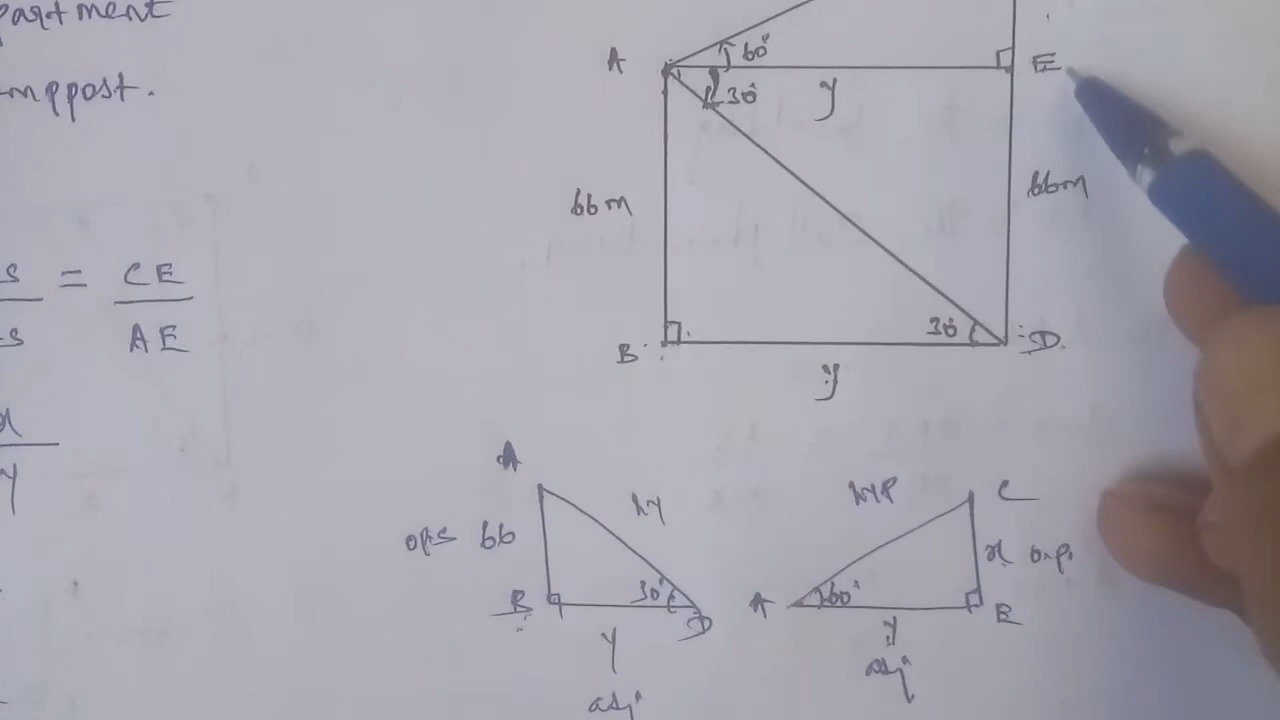 partment
mppost.
S = CE
S AE
x
y
A 60° E
30° y
66m 66m
30°
B D
y
A C
hy hyp
ops 66 x opp
30° 60°
B D A E
y y
adj adj